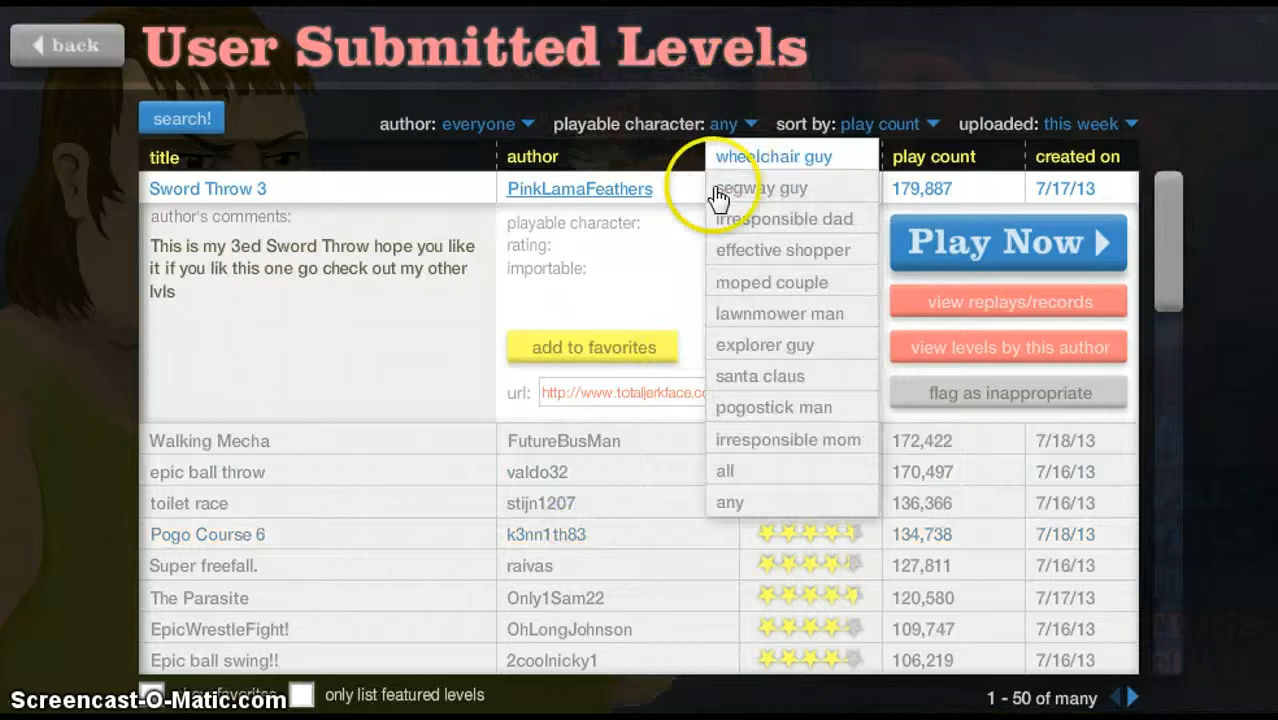 back
User Submitted Levels
search!
author: everyone
playable character: any
sort by: play count
uploaded: this week
title
author
play count
created on
Sword Throw 3
PinkLamaFeathers
179,887
7/17/13
author's comments:
This is my 3ed Sword Throw hope you like
it if you lik this one go check out my other
lvls
playable character:
rating:
importable:
add to favorites
url: http://www.totaljerkface.co
wheelchair guy
segway guy
irresponsible dad
effective shopper
moped couple
lawnmower man
explorer guy
santa claus
pogostick man
irresponsible mom
all
any
Play Now
view replays/records
view levels by this author
flag as inappropriate
Walking Mecha FutureBusMan 172,422 7/18/13
epic ball throw valdo32 170,497 7/16/13
toilet race stijn1207 136,366 7/16/13
Pogo Course 6 k3nn1th83 134,738 7/18/13
Super freefall. raivas 127,811 7/16/13
The Parasite Only1Sam22 120,580 7/17/13
EpicWrestleFight! OhLongJohnson 109,747 7/16/13
Epic ball swing!! 2coolnicky1 106,219 7/16/13
favorites
only list featured levels
1 - 50 of many
Screencast-O-Matic.com